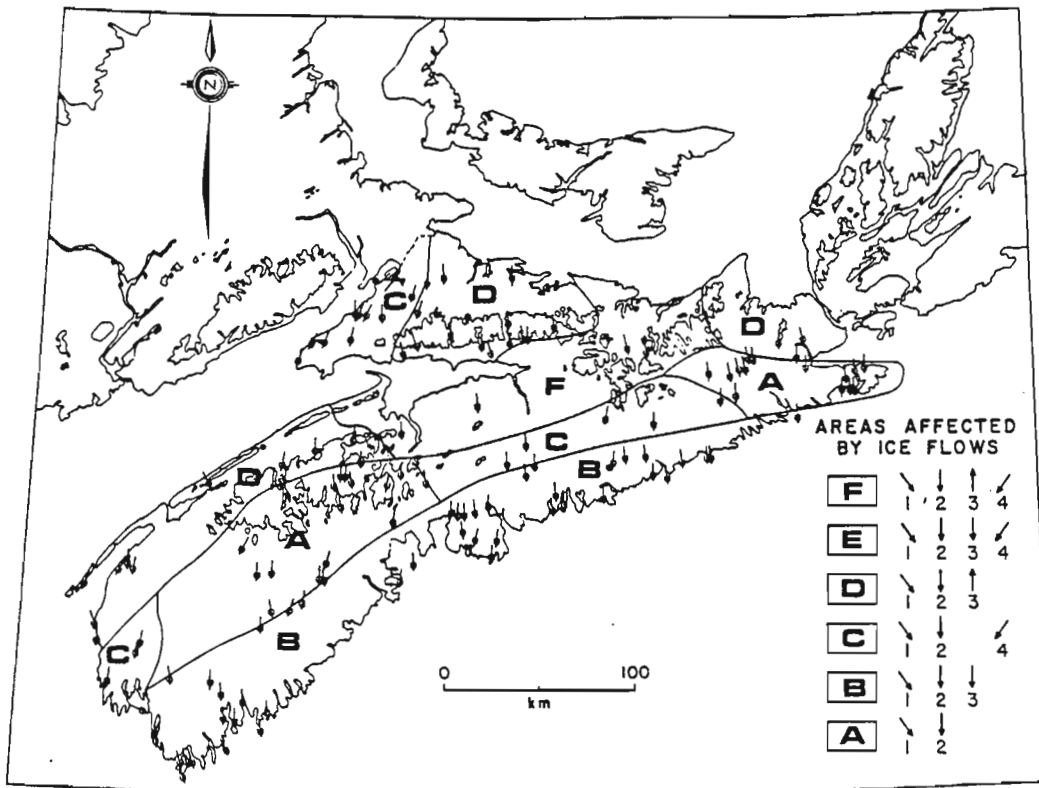 N
C
D
D
F
A
C
B
D
A
B
C
0 100
km
AREAS AFFECTED
BY ICE FLOWS
F 1 2 3 4
E 1 2 3 4
D 1 2 3
C 1 2 4
B 1 2 3
A 1 2